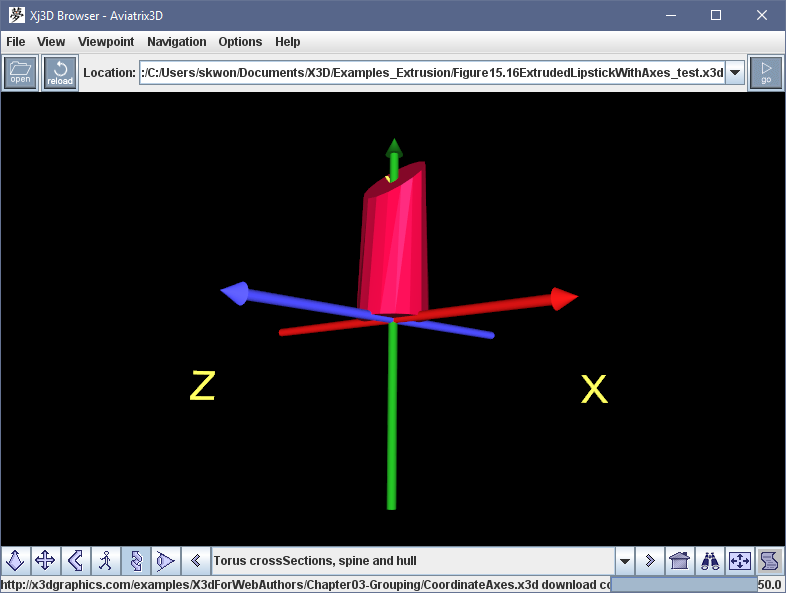 夢 Xj3D Browser - Aviatrix3D
File View Viewpoint Navigation Options Help
open reload Location: :/C:/Users/skwon/Documents/X3D/Examples_Extrusion/Figure15.16ExtrudedLipstickWithAxes_test.x3d go
Z X
Torus crossSections, spine and hull
http://x3dgraphics.com/examples/X3dForWebAuthors/Chapter03-Grouping/CoordinateAxes.x3d download co 50.0